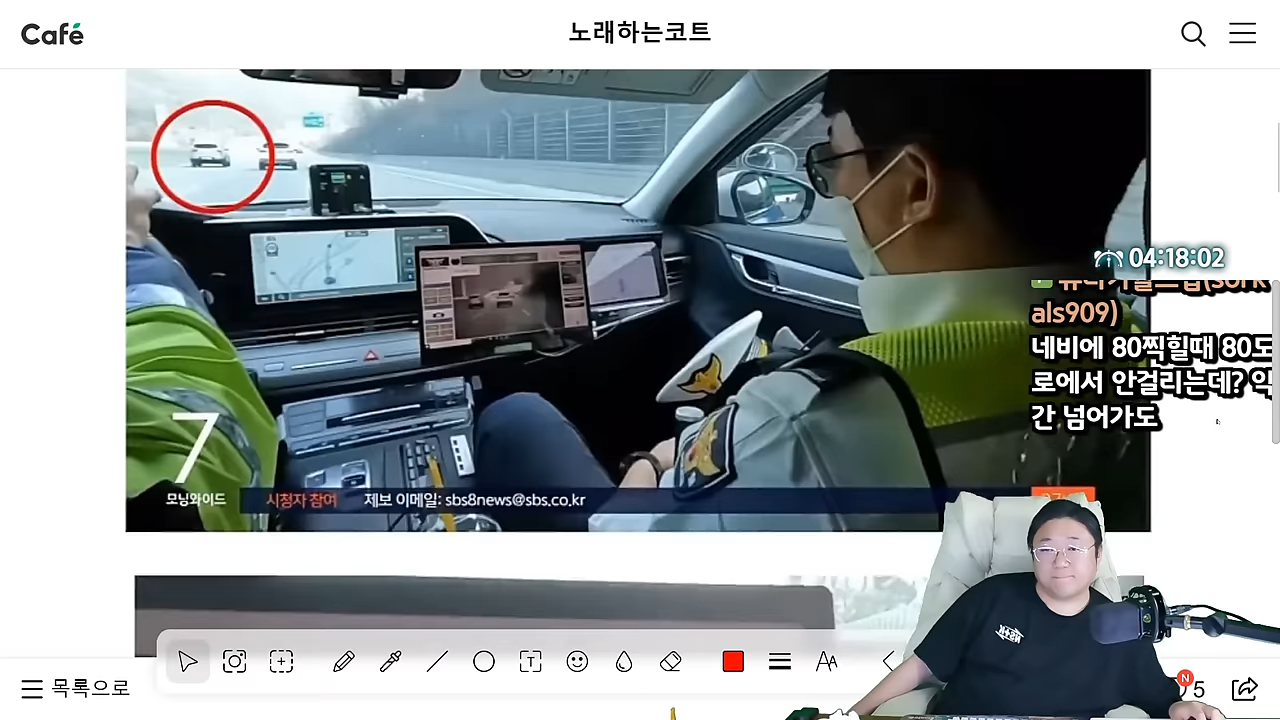 Café
노래하는코트
04:18:02
als909)
네비에 80찍힐때 80도
로에서 안걸리는데? 약
간 넘어가도
7
모닝와이드
시청자 참여
제보 이메일: sbs8news@sbs.co.kr
T
AA
목록으로
N
5